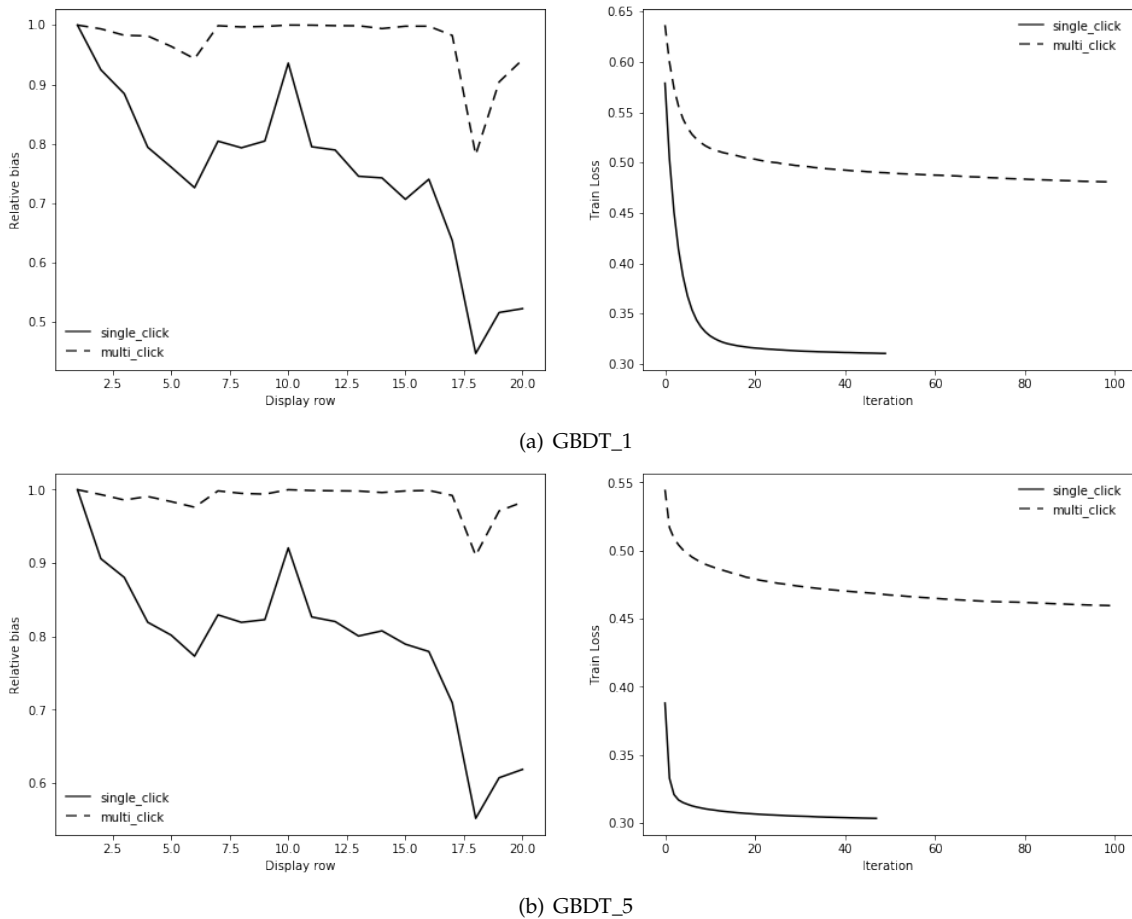 1.0
0.9
0.8
0.7
0.6
0.5
Relative bias
single_click
multi_click
2.5 5.0 7.5 10.0 12.5 15.0 17.5 20.0
Display row
0.65
0.60
0.55
0.50
0.45
0.40
0.35
0.30
Train Loss
single_click
multi_click
0 20 40 60 80 100
Iteration
(a) GBDT_1
1.0
0.9
0.8
0.7
0.6
Relative bias
single_click
multi_click
2.5 5.0 7.5 10.0 12.5 15.0 17.5 20.0
Display row
0.55
0.50
0.45
0.40
0.35
0.30
Train Loss
single_click
multi_click
0 20 40 60 80 100
Iteration
(b) GBDT_5